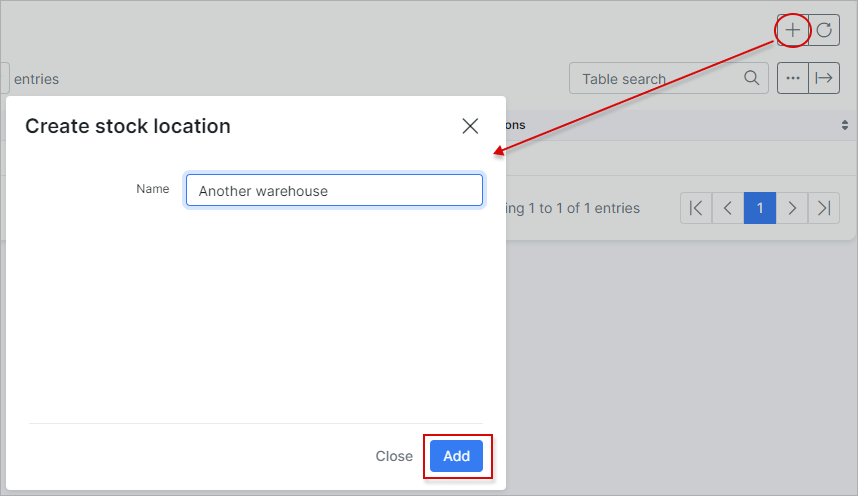 entries
Table search
ons
Create stock location
Name
Another warehouse
ing 1 to 1 of 1 entries
1
Close
Add